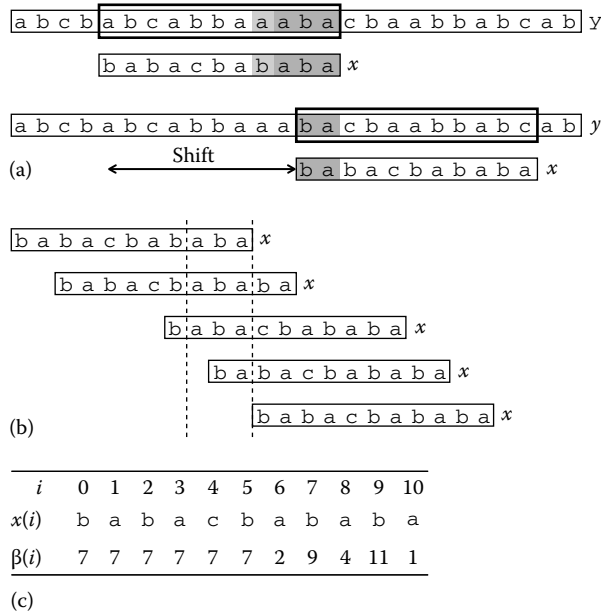 a b c b a b c a b b a a a b a c b a a b b a b c a b y
b a b a c b a b a b a x
a b c b a b c a b b a a a b a c b a a b b a b c a b y
(a) Shift b a b a c b a b a b a x
b a b a c b a b a b a x
b a b a c b a b a b a x
b a b a c b a b a b a x
b a b a c b a b a b a x
(b) b a b a c b a b a b a x
i 0 1 2 3 4 5 6 7 8 9 10
x(i) b a b a c b a b a b a
β(i) 7 7 7 7 7 7 2 9 4 11 1
(c)